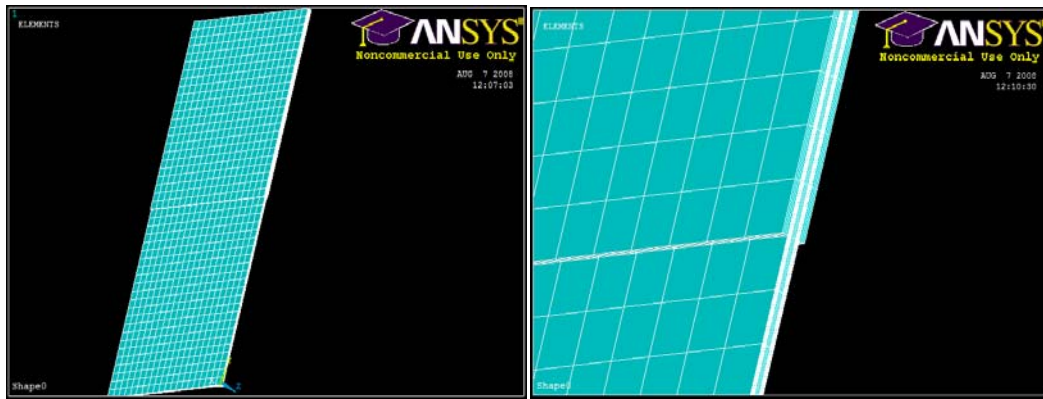 1
ELEMENTS
ANSYS
Noncommercial Use Only
AUG 7 2008
12:07:03
Z
Shape0
ELEMENTS
ANSYS
Noncommercial Use Only
AUG 7 2008
12:10:30
Shape0